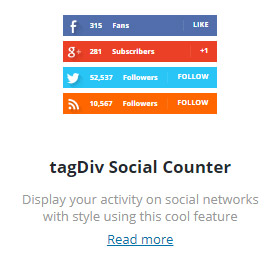 f 315 Fans LIKE
g+ 281 Subscribers +1
52,537 Followers FOLLOW
10,567 Followers FOLLOW
tagDiv Social Counter
Display your activity on social networks
with style using this cool feature
Read more